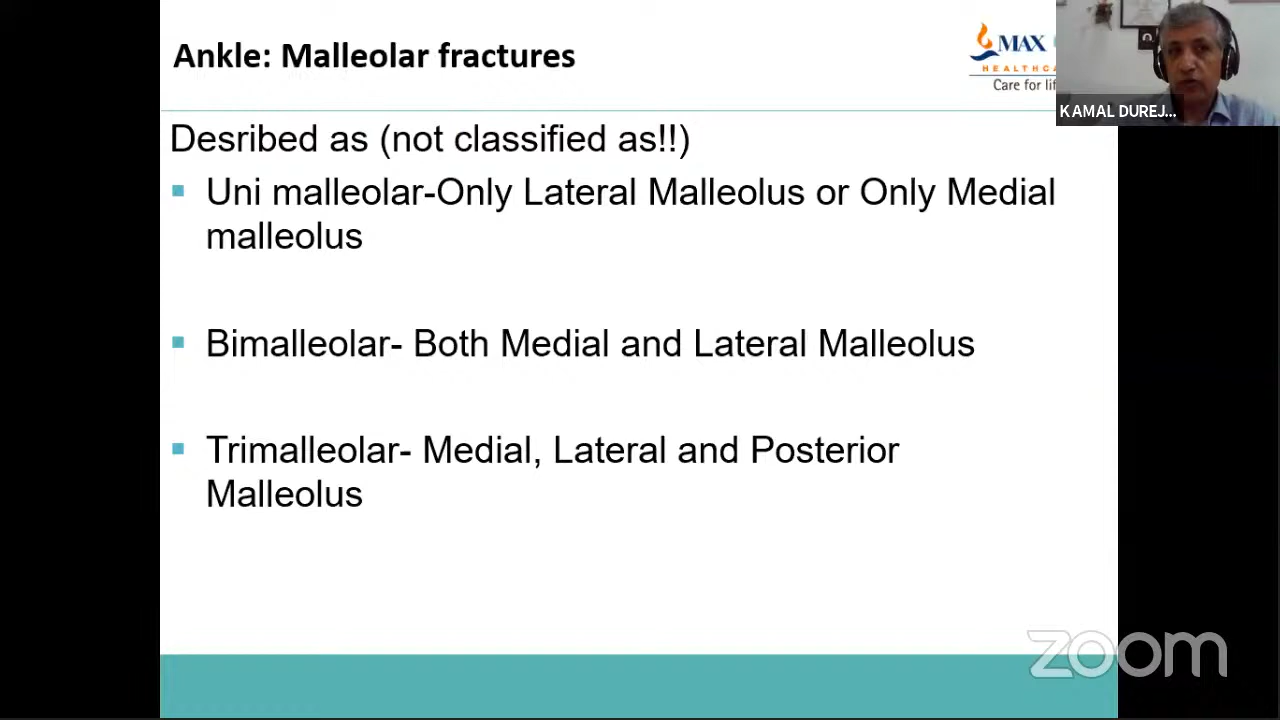 Ankle: Malleolar fractures
MAX
HEALTHC
Care for lif
KAMAL DUREJ...
Desribed as (not classified as!!)
Uni malleolar-Only Lateral Malleolus or Only Medial
malleolus
Bimalleolar- Both Medial and Lateral Malleolus
Trimalleolar- Medial, Lateral and Posterior
Malleolus
zoom